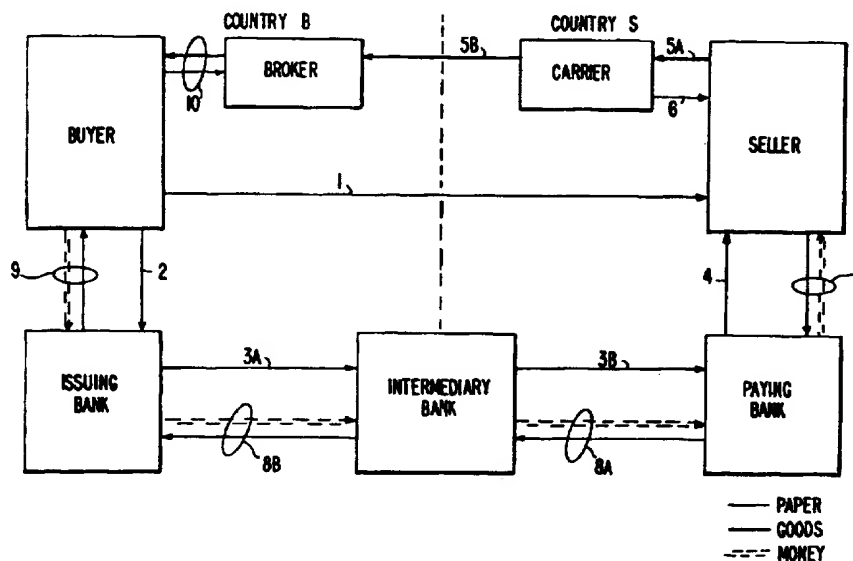 COUNTRY B
COUNTRY S
BUYER
BROKER
CARRIER
SELLER
10
5B
5A
6
1
9
2
4
ISSUING
BANK
INTERMEDIARY
BANK
PAYING
BANK
3A
3B
8B
8A
PAPER
GOODS
MONEY